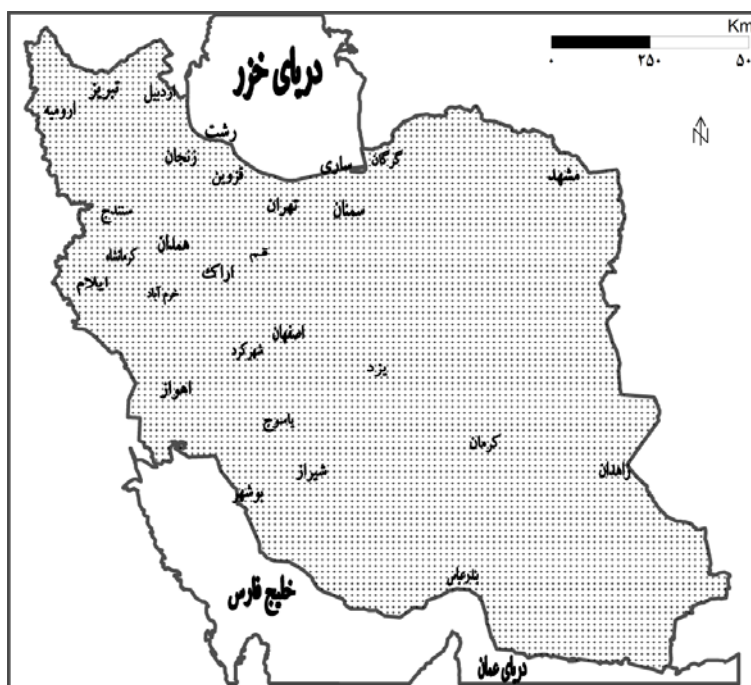 Km
۰ ۲۵۰ ۵۰
N
دریای خزر
اردبیل
تبریز
ارومیه
رشت
زنجان
قزوین
ساری
گرگان
مشهد
سنندج
تهران
سمنان
همدان
کرمانشاه
قم
اراک
ایلام
خرم آباد
اصفهان
شهرکرد
یزد
اهواز
یاسوج
کرمان
شیراز
زاهدان
بوشهر
بندرعباس
خلیج فارس
دریای عمان